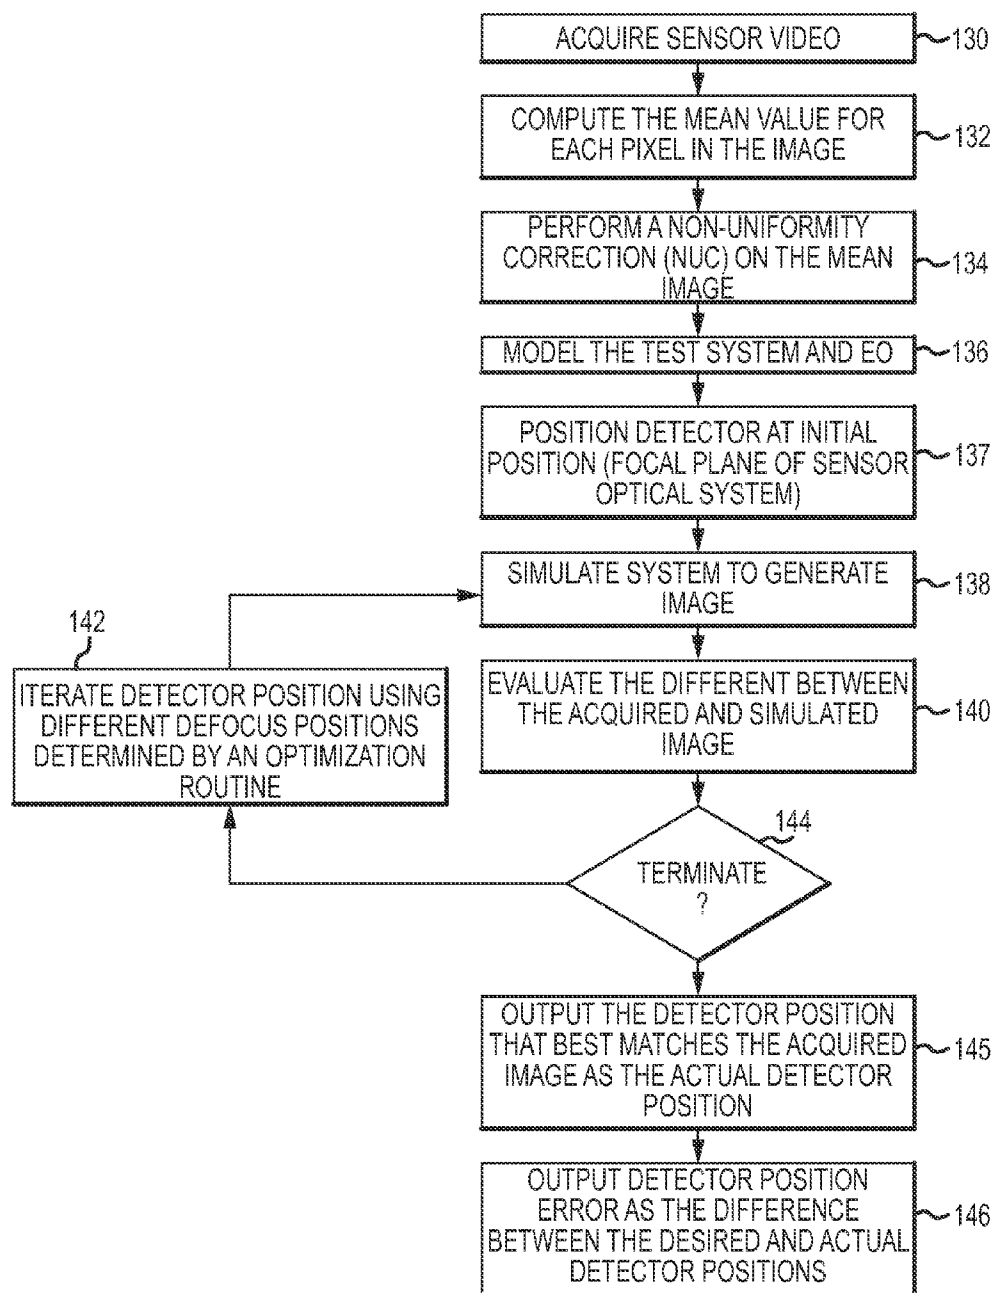 ACQUIRE SENSOR VIDEO
130
COMPUTE THE MEAN VALUE FOR
EACH PIXEL IN THE IMAGE
132
PERFORM A NON-UNIFORMITY
CORRECTION (NUC) ON THE MEAN
IMAGE
134
MODEL THE TEST SYSTEM AND EO
136
POSITION DETECTOR AT INITIAL
POSITION (FOCAL PLANE OF SENSOR
OPTICAL SYSTEM)
137
SIMULATE SYSTEM TO GENERATE
IMAGE
138
142
ITERATE DETECTOR POSITION USING
DIFFERENT DEFOCUS POSITIONS
DETERMINED BY AN OPTIMIZATION
ROUTINE
EVALUATE THE DIFFERENT BETWEEN
THE ACQUIRED AND SIMULATED
IMAGE
140
144
TERMINATE
?
OUTPUT THE DETECTOR POSITION
THAT BEST MATCHES THE ACQUIRED
IMAGE AS THE ACTUAL DETECTOR
POSITION
145
OUTPUT DETECTOR POSITION
ERROR AS THE DIFFERENCE
BETWEEN THE DESIRED AND ACTUAL
DETECTOR POSITIONS
146